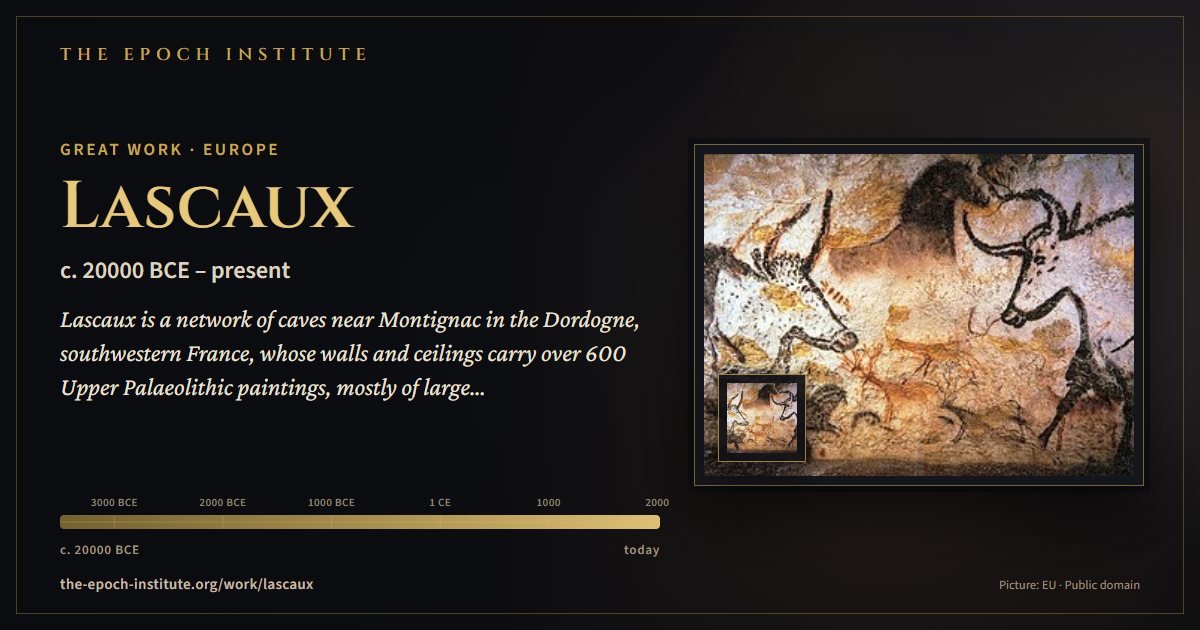 THE EPOCH INSTITUTE
GREAT WORK · EUROPE
LASCAUX
c. 20000 BCE – present
Lascaux is a network of caves near Montignac in the Dordogne,
southwestern France, whose walls and ceilings carry over 600
Upper Palaeolithic paintings, mostly of large...
3000 BCE 2000 BCE 1000 BCE 1 CE 1000 2000
c. 20000 BCE today
the-epoch-institute.org/work/lascaux
Picture: EU · Public domain